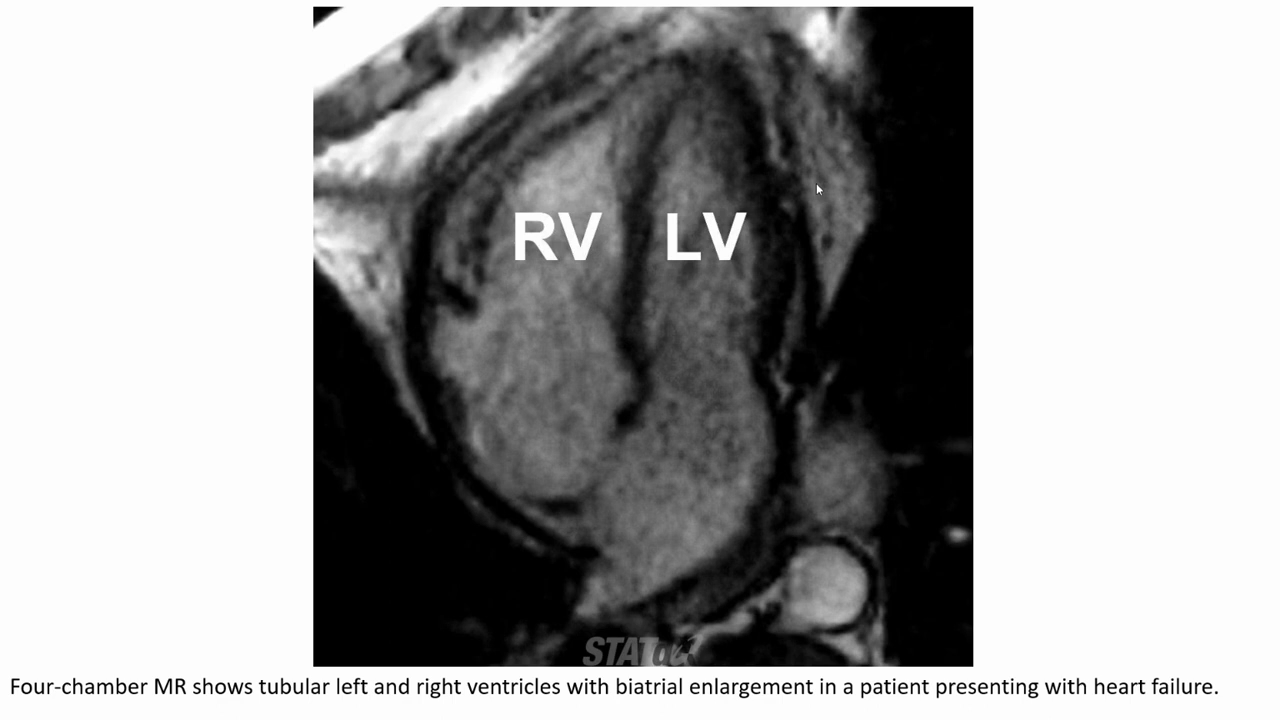 RV LV
STATdx
Four-chamber MR shows tubular left and right ventricles with biatrial enlargement in a patient presenting with heart failure.